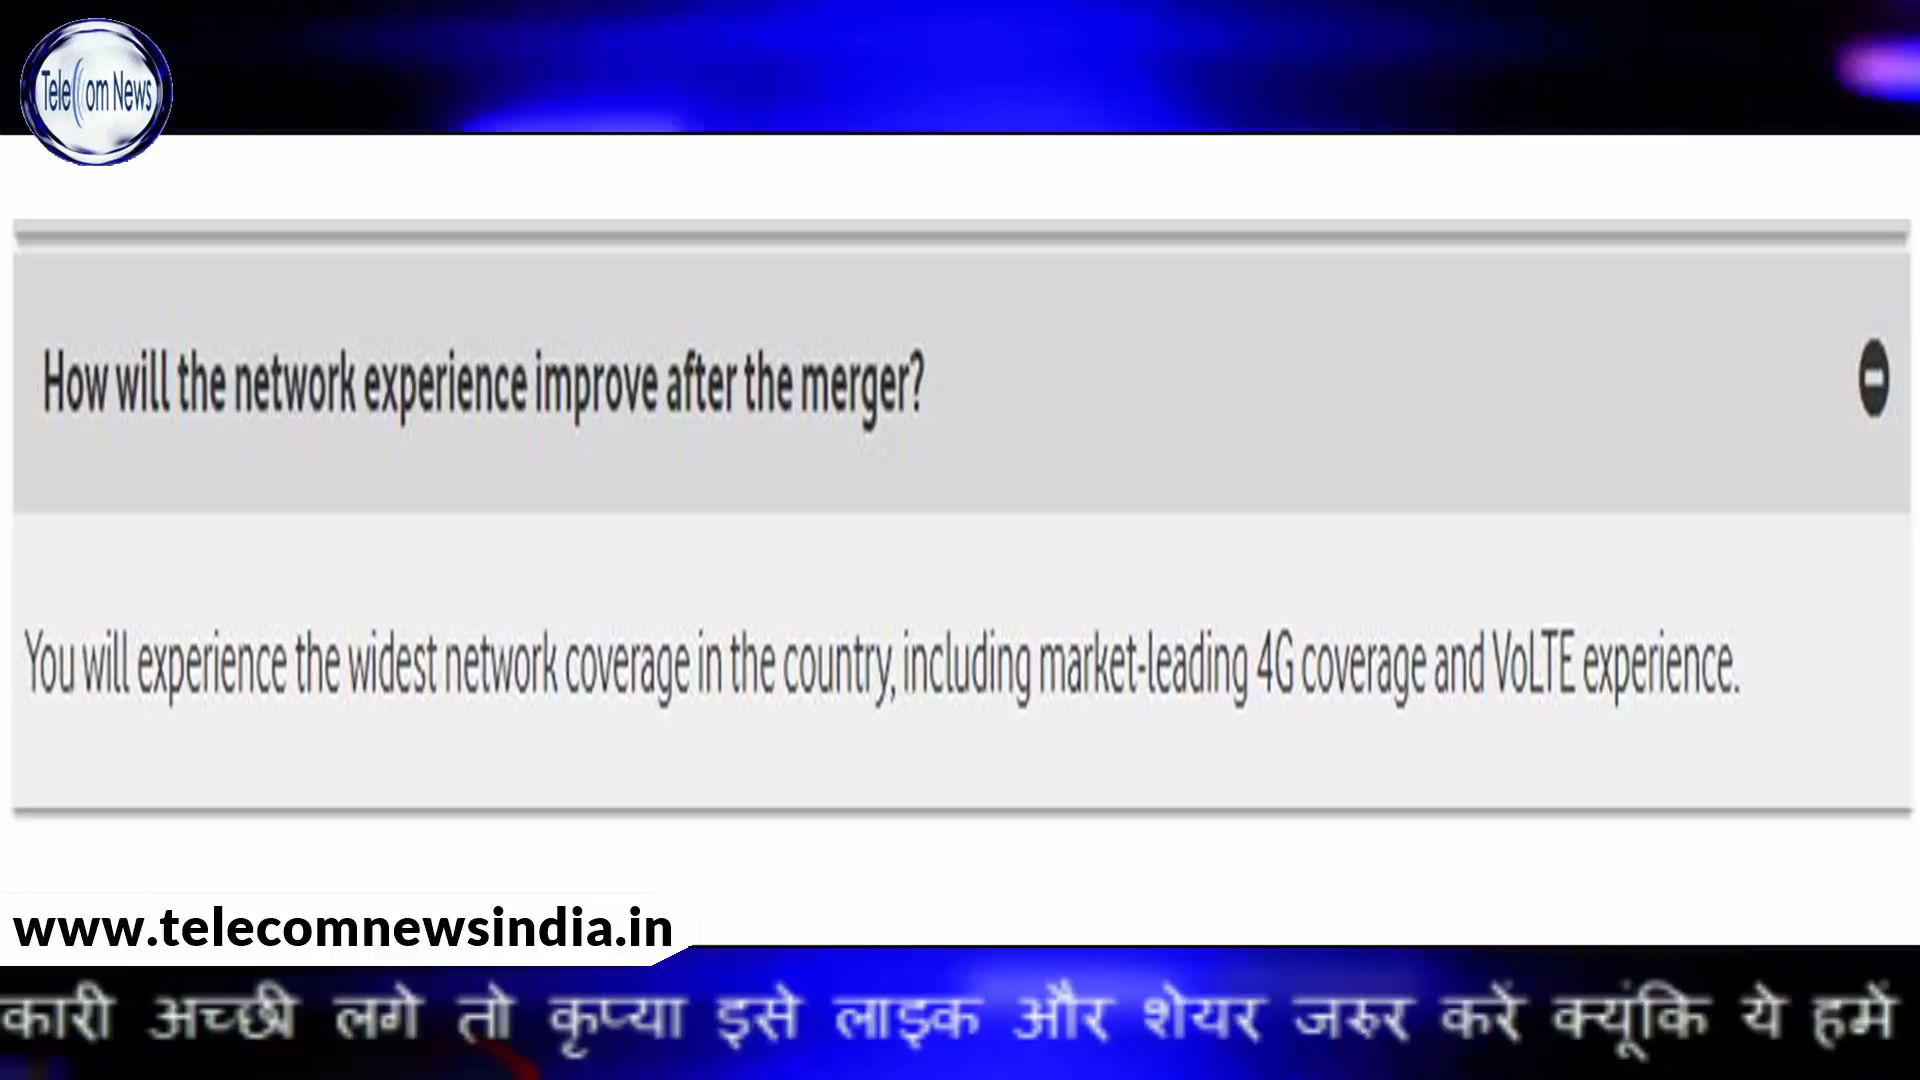 Tele((om News
How will the network experience improve after the merger?
You will experience the widest network coverage in the country, including market-leading 4G coverage and VoLTE experience.
www.telecomnewsindia.in
कारी अच्छी लगे तो कृप्या इसे लाइक और शेयर जरुर करें क्यूंकि ये हमें